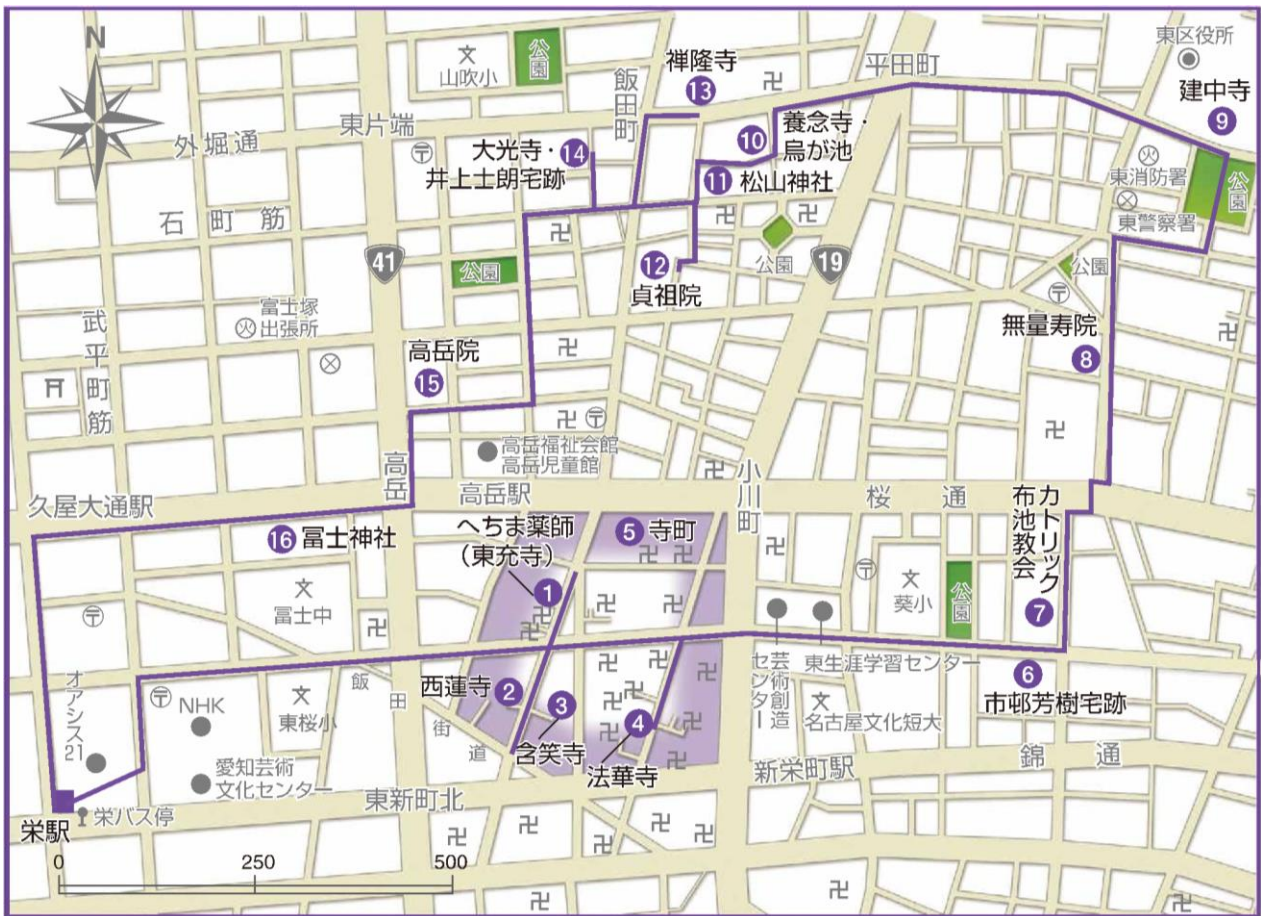 N
外堀通
東片端
山吹小
公園
飯田町
禅隆寺
13
平田町
東区役所
建中寺
9
大光寺・
井上士朗宅跡
14
10
養念寺・
烏が池
11
松山神社
東消防署
東警察署
公園
石町筋
41
公園
12
貞祖院
公園
19
公園
武平町筋
富士塚
出張所
高岳院
15
無量寿院
8
高岳
高岳福祉会館
高岳児童館
久屋大通駅
高岳駅
小川町
桜通
カトリック
布池教会
7
16
冨士神社
へちま薬師
(東充寺)
1
5
寺町
冨士中
葵小
公園
オアシス21
NHK
東桜小
飯田街道
西蓮寺
2
3
含笑寺
4
法華寺
芸術創造
センター
東生涯学習センター
名古屋文化短大
6
市邨芳樹宅跡
愛知芸術
文化センター
東新町北
新栄町駅
錦通
栄バス停
栄駅
0
250
500